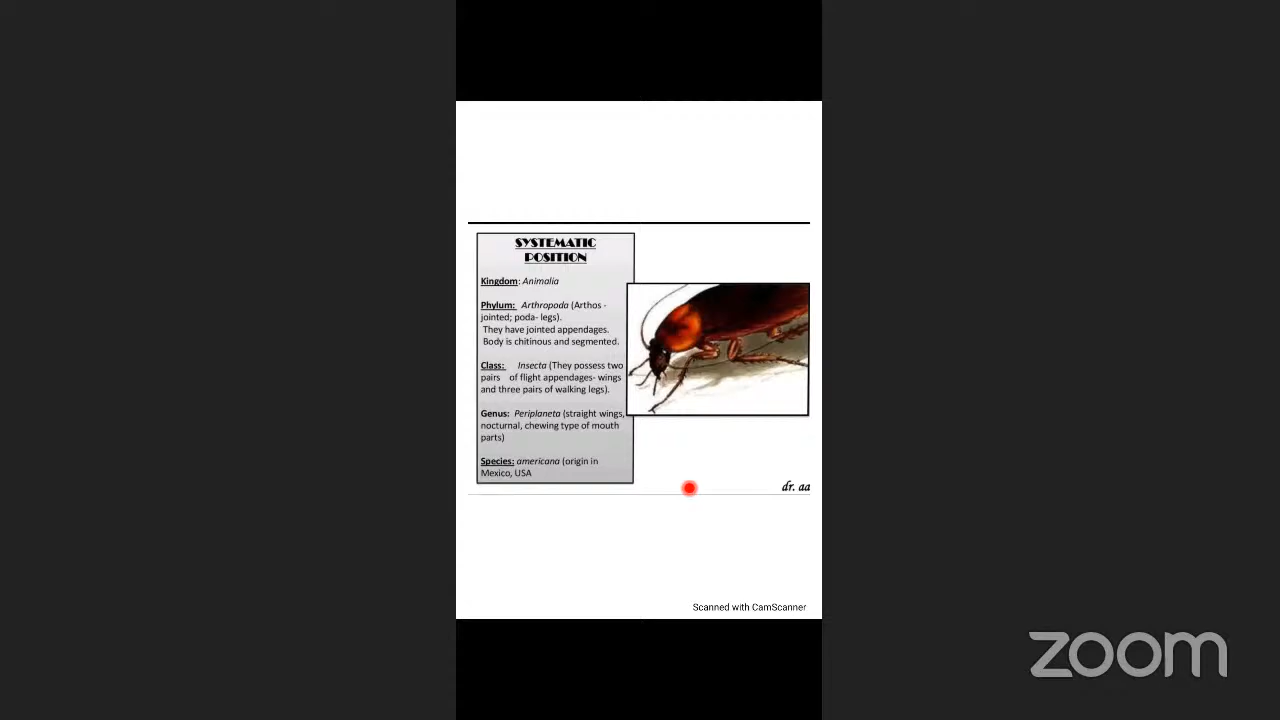 SYSTEMATIC
POSITION
Kingdom: Animalia
Phylum: Arthropoda (Arthos -
jointed; poda- legs).
They have jointed appendages.
Body is chitinous and segmented.
Class: Insecta (They possess two
pairs of flight appendages- wings
and three pairs of walking legs).
Genus: Periplaneta (straight wings,
nocturnal, chewing type of mouth
parts)
Species: americana (origin in
Mexico, USA
dr. aa
Scanned with CamScanner
zoom